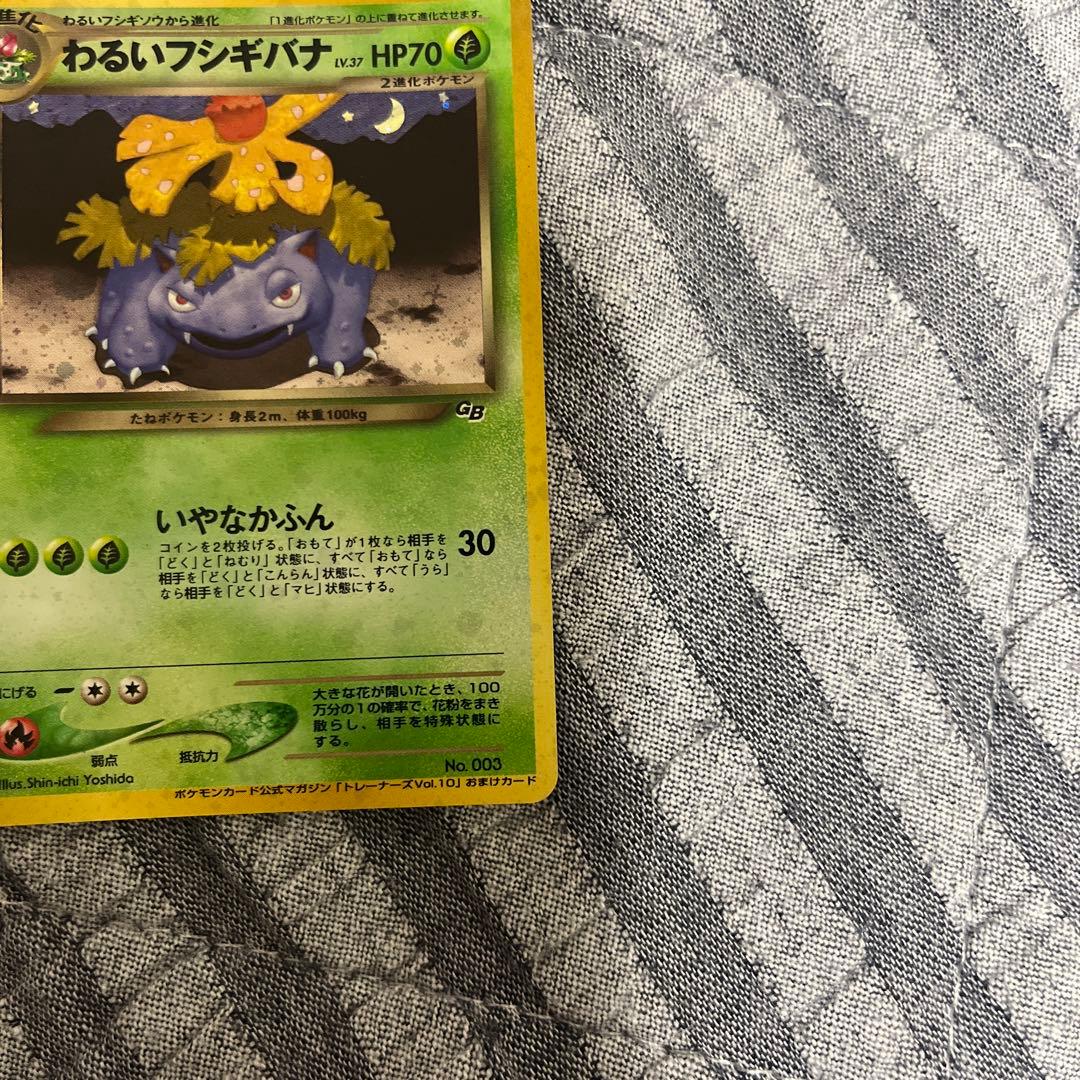 進化
わるいフシギソウから進化
「1進化ポケモン」の上に重ねて進化させます。
わるいフシギバナ LV.37 HP70
2進化ポケモン
たねポケモン：身長2m、体重100kg
GB
いやなかふん
30
コインを2枚投げる。「おもて」が1枚なら相手を
「どく」と「ねむり」状態に、すべて「おもて」なら
相手を「どく」と「こんらん」状態に、すべて「うら」
なら相手を「どく」と「マヒ」状態にする。
にげる
弱点
抵抗力
大きな花が開いたとき、100
万分の1の確率で、花粉をまき
散らし、相手を特殊状態に
する。
No. 003
Illus.Shin-ichi Yoshida
ポケモンカード公式マガジン「トレーナーズVol.10」おまけカード